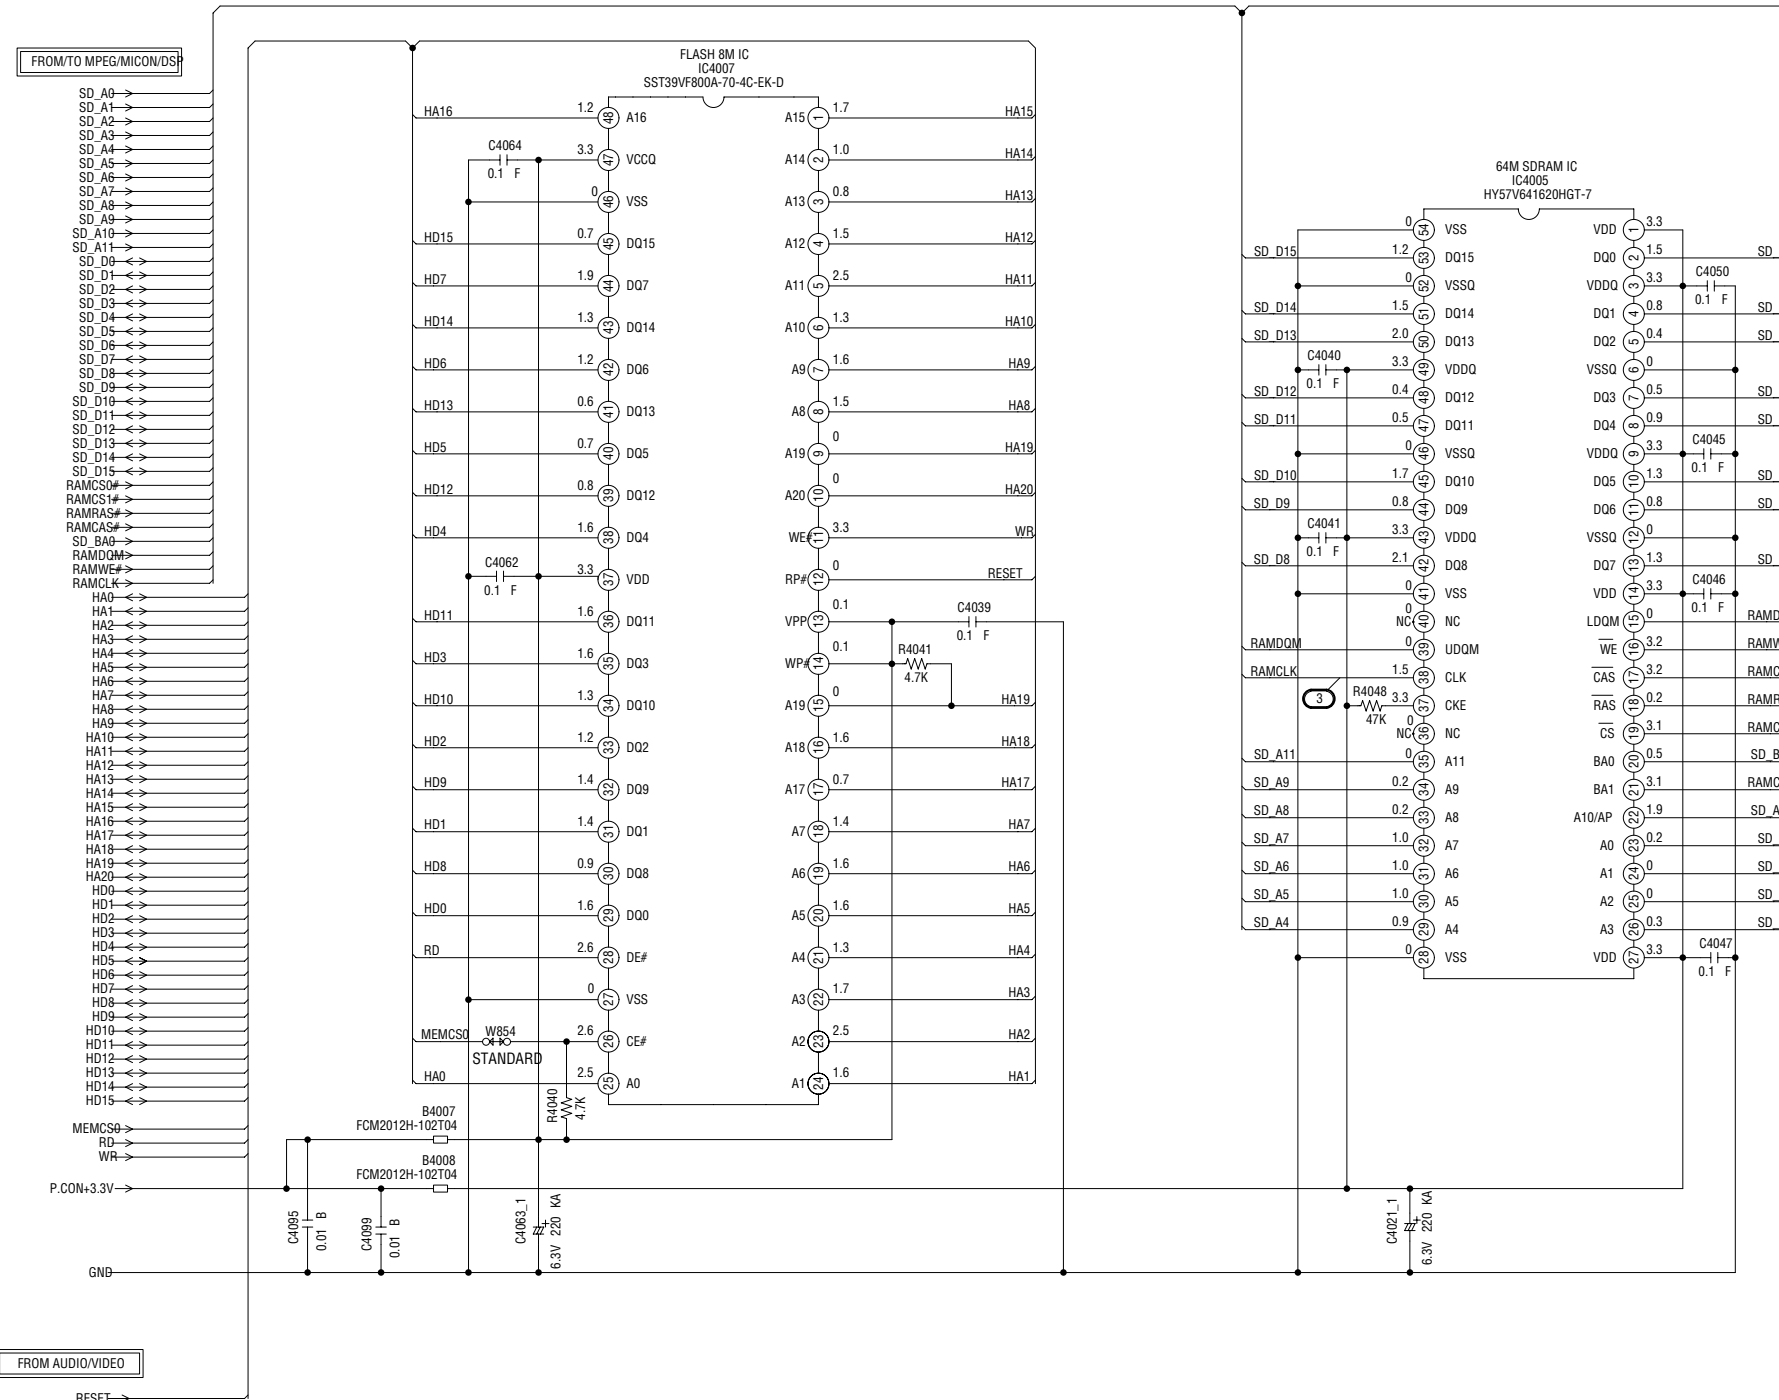 FROM/TO MPEG/MICON/DSP
SD_A0
SD_A1
SD_A2
SD_A3
SD_A4
SD_A5
SD_A6
SD_A7
SD_A8
SD_A9
SD_A10
SD_A11
SD_D0
SD_D1
SD_D2
SD_D3
SD_D4
SD_D5
SD_D6
SD_D7
SD_D8
SD_D9
SD_D10
SD_D11
SD_D12
SD_D13
SD_D14
SD_D15
RAMCS0#
RAMCS1#
RAMRAS#
RAMCAS#
SD_BA0
RAMDQM
RAMWE#
RAMCLK
HA0
HA1
HA2
HA3
HA4
HA5
HA6
HA7
HA8
HA9
HA10
HA11
HA12
HA13
HA14
HA15
HA16
HA17
HA18
HA19
HA20
HD0
HD1
HD2
HD3
HD4
HD5
HD6
HD7
HD8
HD9
HD10
HD11
HD12
HD13
HD14
HD15
MEMCS0
RD
WR
P.CON+3.3V
GND
FROM AUDIO/VIDEO
RESET
FLASH 8M IC
IC4007
SST39VF800A-70-4C-EK-D
HA16 1.2 48 A16 A15 1 1.7 HA15
C4064
0.1 F
3.3 47 VCCQ A14 2 1.0 HA14
0 46 VSS A13 3 0.8 HA13
HD15 0.7 45 DQ15 A12 4 1.5 HA12
HD7 1.9 44 DQ7 A11 5 2.5 HA11
HD14 1.3 43 DQ14 A10 6 1.3 HA10
HD6 1.2 42 DQ6 A9 7 1.6 HA9
HD13 0.6 41 DQ13 A8 8 1.5 HA8
HD5 0.7 40 DQ5 A19 9 0 HA19
HD12 0.8 39 DQ12 A20 10 0 HA20
HD4 1.6 38 DQ4 WE# 11 3.3 WR
C4062
0.1 F
3.3 37 VDD RP# 12 0 RESET
HD11 1.6 36 DQ11 VPP 13 0.1
C4039
0.1 F
HD3 1.6 35 DQ3 WP# 14 0.1
R4041
4.7K
HD10 1.3 34 DQ10 A19 15 0 HA19
HD2 1.2 33 DQ2 A18 16 1.6 HA18
HD9 1.4 32 DQ9 A17 17 0.7 HA17
HD1 1.4 31 DQ1 A7 18 1.4 HA7
HD8 0.9 30 DQ8 A6 19 1.6 HA6
HD0 1.6 29 DQ0 A5 20 1.6 HA5
RD 2.6 28 DE# A4 21 1.3 HA4
0 27 VSS A3 22 1.7 HA3
MEMCS0 W854 2.6 26 CE# A2 23 2.5 HA2
STANDARD
HA0 2.5 25 A0 A1 24 1.6 HA1
R4040
4.7K
B4007
FCM2012H-102T04
B4008
FCM2012H-102T04
C4095
0.01 B
C4099
0.01 B
C4063_1
6.3V 220 KA
C4021_1
6.3V 220 KA
64M SDRAM IC
IC4005
HY57V641620HGT-7
0 54 VSS VDD 1 3.3
SD_D15 1.2 53 DQ15 DQ0 2 1.5 SD_
0 52 VSSQ VDDQ 3 3.3
C4050
0.1 F
SD_D14 1.5 51 DQ14 DQ1 4 0.8 SD_
SD_D13 2.0 50 DQ13 DQ2 5 0.4 SD_
C4040
0.1 F
3.3 49 VDDQ VSSQ 6 0
SD_D12 0.4 48 DQ12 DQ3 7 0.5 SD_
SD_D11 0.5 47 DQ11 DQ4 8 0.9 SD_
0 46 VSSQ VDDQ 9 3.3
C4045
0.1 F
SD_D10 1.7 45 DQ10 DQ5 10 1.3 SD_
SD_D9 0.8 44 DQ9 DQ6 11 0.8 SD_
C4041
0.1 F
3.3 43 VDDQ VSSQ 12 0
SD_D8 2.1 42 DQ8 DQ7 13 1.3 SD_
0 41 VSS VDD 14 3.3
C4046
0.1 F
0 NC 40 NC LDQM 15 0 RAMD
RAMDQM 0 39 UDQM WE 16 3.2 RAMW
RAMCLK 1.5 38 CLK CAS 17 3.2 RAMC
3
R4048
47K
3.3 37 CKE RAS 18 0.2 RAMR
0 NC 36 NC CS 19 3.1 RAMC
SD_A11 0 35 A11 BA0 20 0.5 SD_B
SD_A9 0.2 34 A9 BA1 21 3.1 RAMC
SD_A8 0.2 33 A8 A10/AP 22 1.9 SD_A
SD_A7 1.0 32 A7 A0 23 0.2 SD_
SD_A6 1.0 31 A6 A1 24 0 SD_
SD_A5 1.0 30 A5 A2 25 0 SD_
SD_A4 0.9 29 A4 A3 26 0.3 SD_
0 28 VSS VDD 27 3.3
C4047
0.1 F